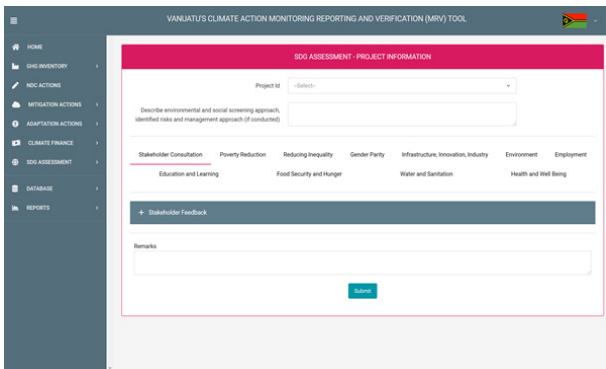 VANUATU'S CLIMATE ACTION MONITORING REPORTING AND VERIFICATION (MRV) TOOL
HOME
GHG INVENTORY
NDC ACTIONS
MITIGATION ACTIONS
ADAPTATION ACTIONS
CLIMATE FINANCE
SDG ASSESSMENT
DATABASE
REPORTS
SDG ASSESSMENT - PROJECT INFORMATION
Project Id
--Select--
Describe environmental and social screening approach,
identified risks and management approach (if conducted)
Stakeholder Consultation Poverty Reduction Reducing Inequality Gender Parity Infrastructure, Innovation, Industry Environment Employment
Education and Learning Food Security and Hunger Water and Sanitation Health and Well Being
+ Stakeholder Feedback
Remarks
Submit